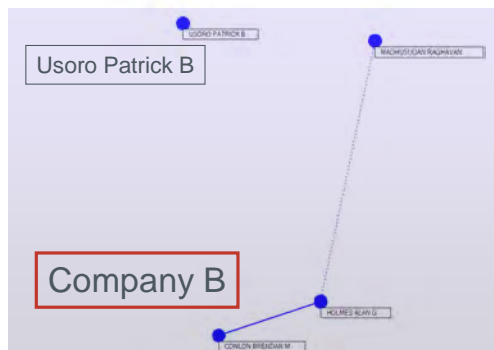 USORO PATRICK B
MADHUSUDAN RAGHAVAN
Usoro Patrick B
Company B
HOLMES ALAN G
CONLON BRENDAN M